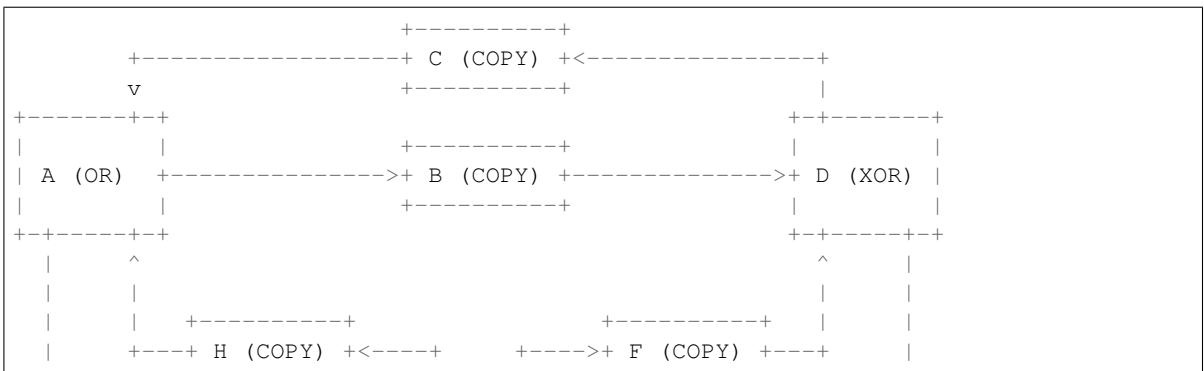 +----------+
       +----------------+ C (COPY) +<---------------+
       v                +----------+               |
+-------+-+                                     +-+-------+
|         |             +----------+            |         |
| A (OR)  +------------->+ B (COPY) +------------>+ D (XOR) |
|         |             +----------+            |         |
+-+-----+-+                                     +-+-----+-+
  |     ^                                         ^     |
  |     |                                         |     |
  |     |   +----------+              +----------+  |     |
  |     +---+ H (COPY) +<----+    +---->+ F (COPY) +---+     |